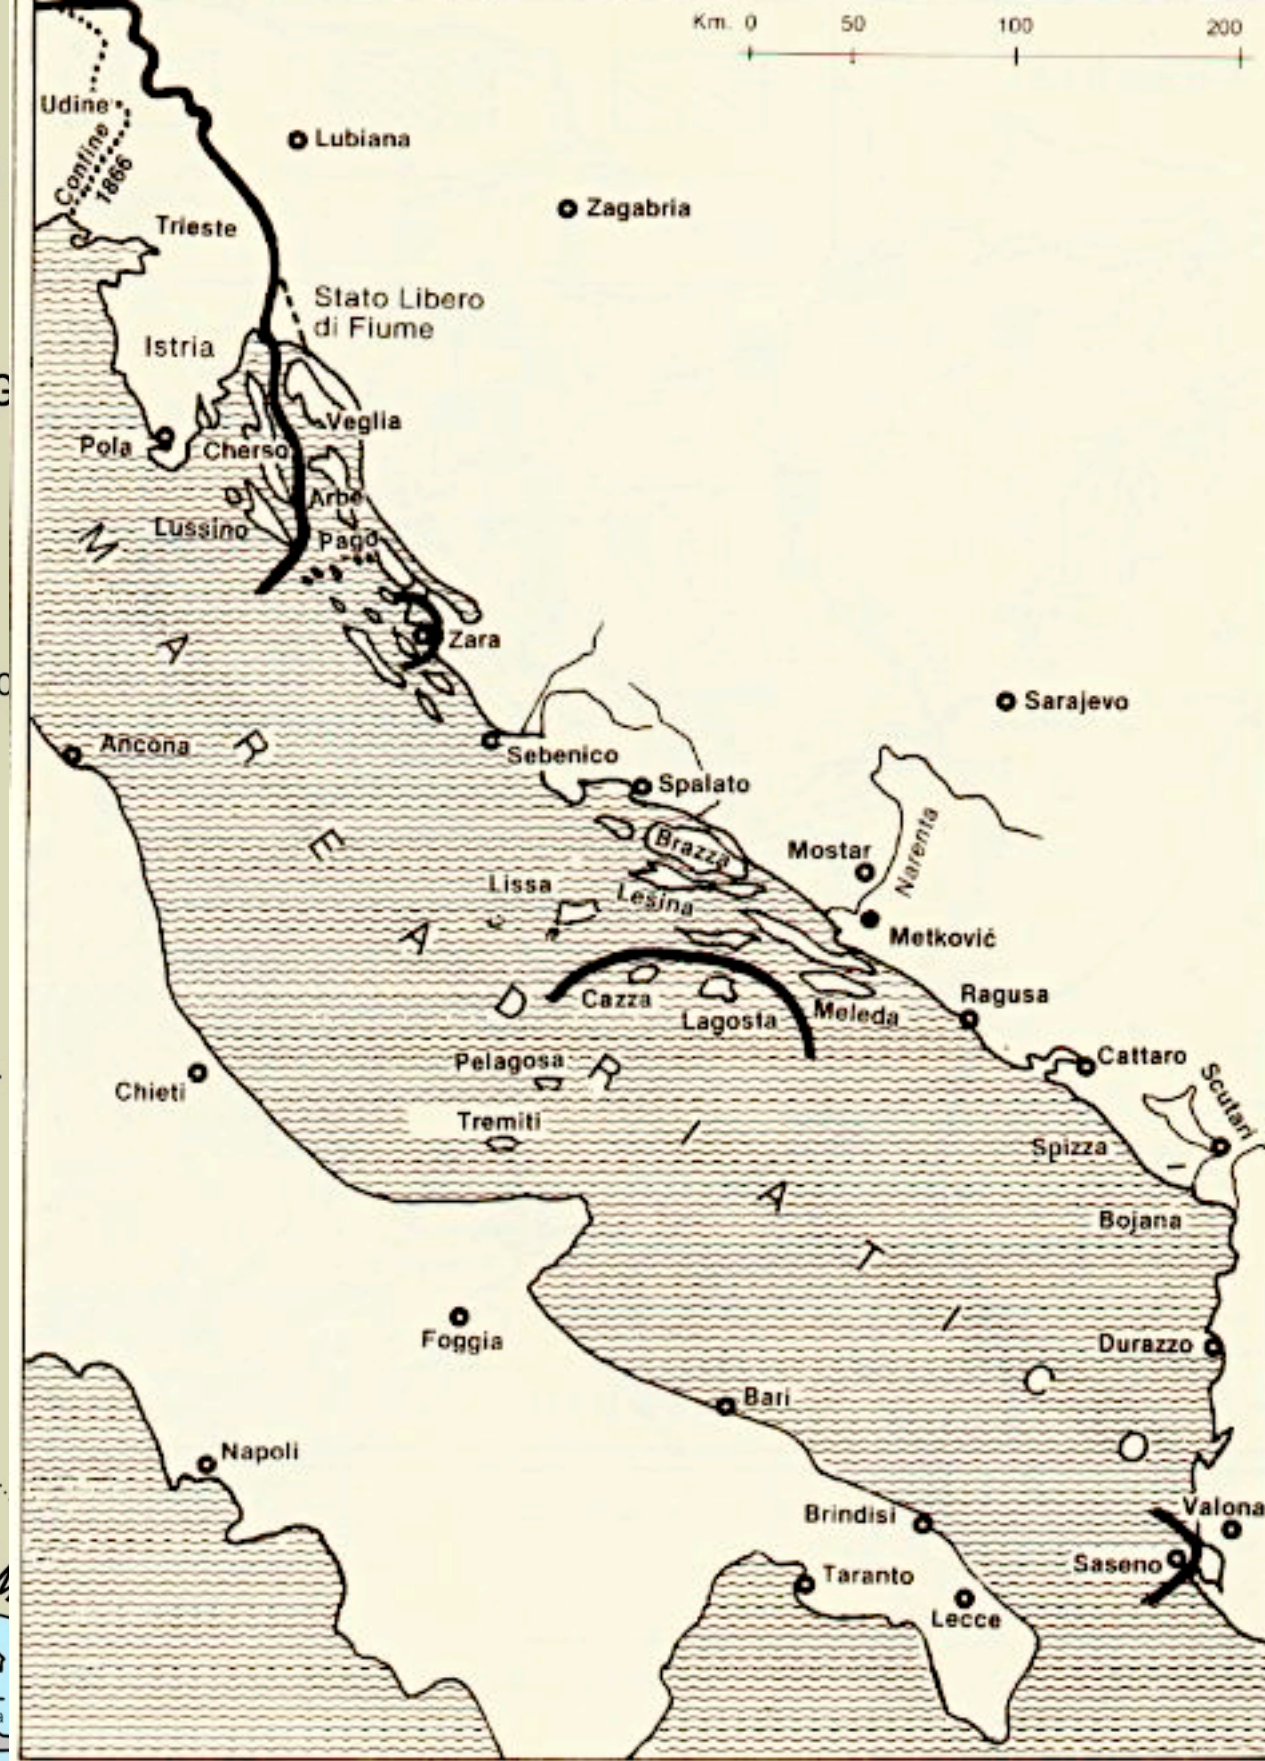 Km. 0 50 100 200
Udine
Lubiana
Confine
1866
Zagabria
Trieste
Stato Libero
di Fiume
Istria
Veglia
Pola
Cherso
Arbe
Lussino
Pago
Zara
Sarajevo
Ancona
Sebenico
Spalato
Brazza
Mostar
Narenta
Lissa
Lesina
Metković
Cazza
Lagosta
Meleda
Ragusa
Pelagosa
Cattaro
Chieti
Scutari
Tremiti
Spizza
Bojana
MARE ADRIATICO
Foggia
Durazzo
Bari
Napoli
Brindisi
Valona
Saseno
Taranto
Lecce